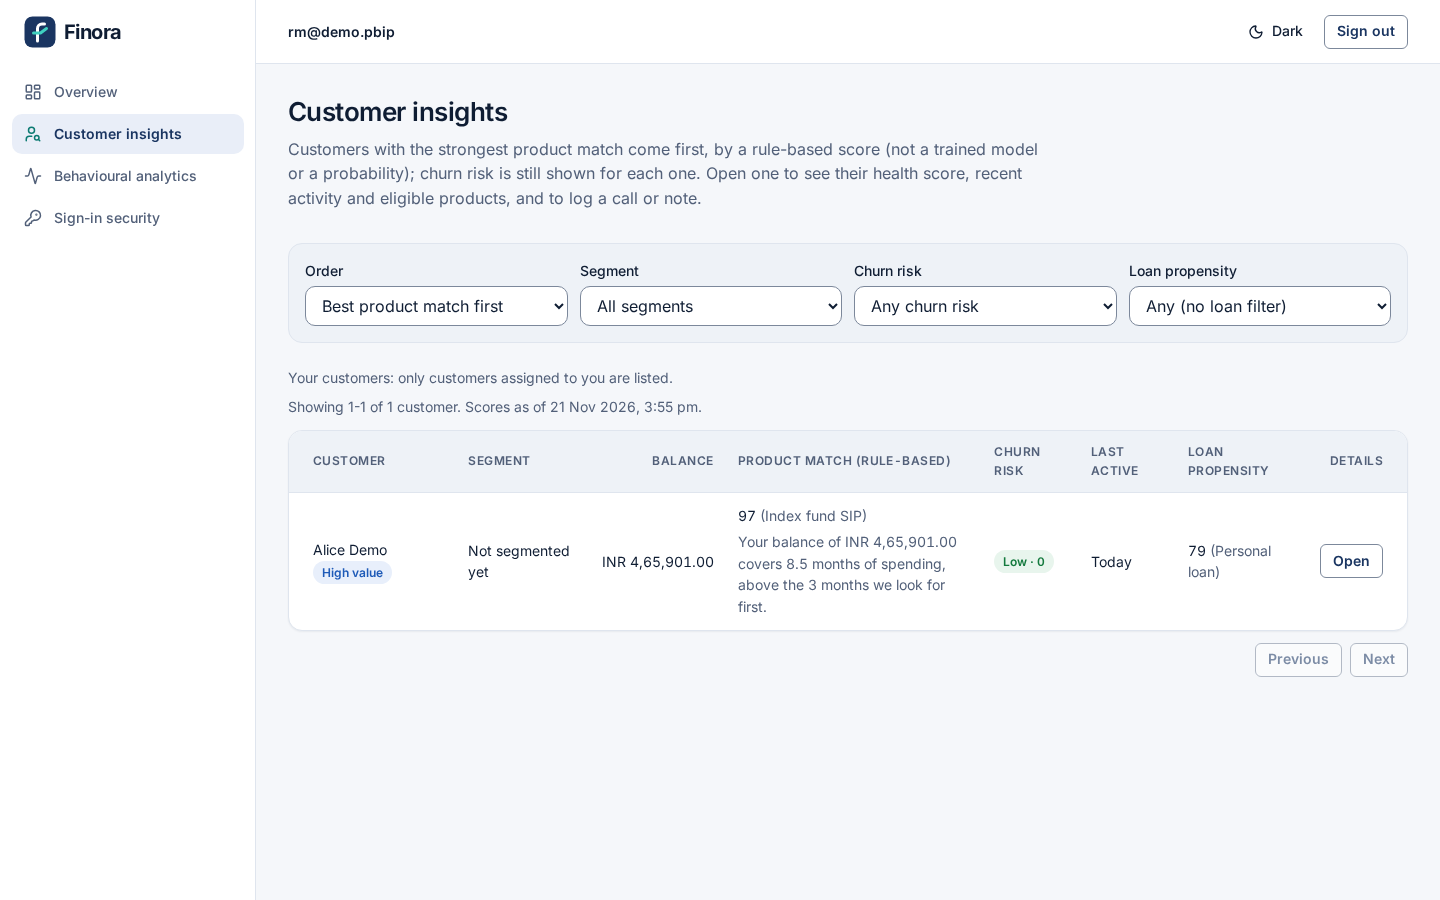 Finora
rm@demo.pbip
Dark
Sign out
Overview
Customer insights
Behavioural analytics
Sign-in security
Customer insights
Customers with the strongest product match come first, by a rule-based score (not a trained model
or a probability); churn risk is still shown for each one. Open one to see their health score, recent
activity and eligible products, and to log a call or note.
Order
Segment
Churn risk
Loan propensity
Best product match first
All segments
Any churn risk
Any (no loan filter)
Your customers: only customers assigned to you are listed.
Showing 1-1 of 1 customer. Scores as of 21 Nov 2026, 3:55 pm.
CUSTOMER
SEGMENT
BALANCE
PRODUCT MATCH (RULE-BASED)
CHURN
RISK
LAST
ACTIVE
LOAN
PROPENSITY
DETAILS
Alice Demo
High value
Not segmented
yet
INR 4,65,901.00
97 (Index fund SIP)
Your balance of INR 4,65,901.00
covers 8.5 months of spending,
above the 3 months we look for
first.
Low · 0
Today
79 (Personal
loan)
Open
Previous
Next